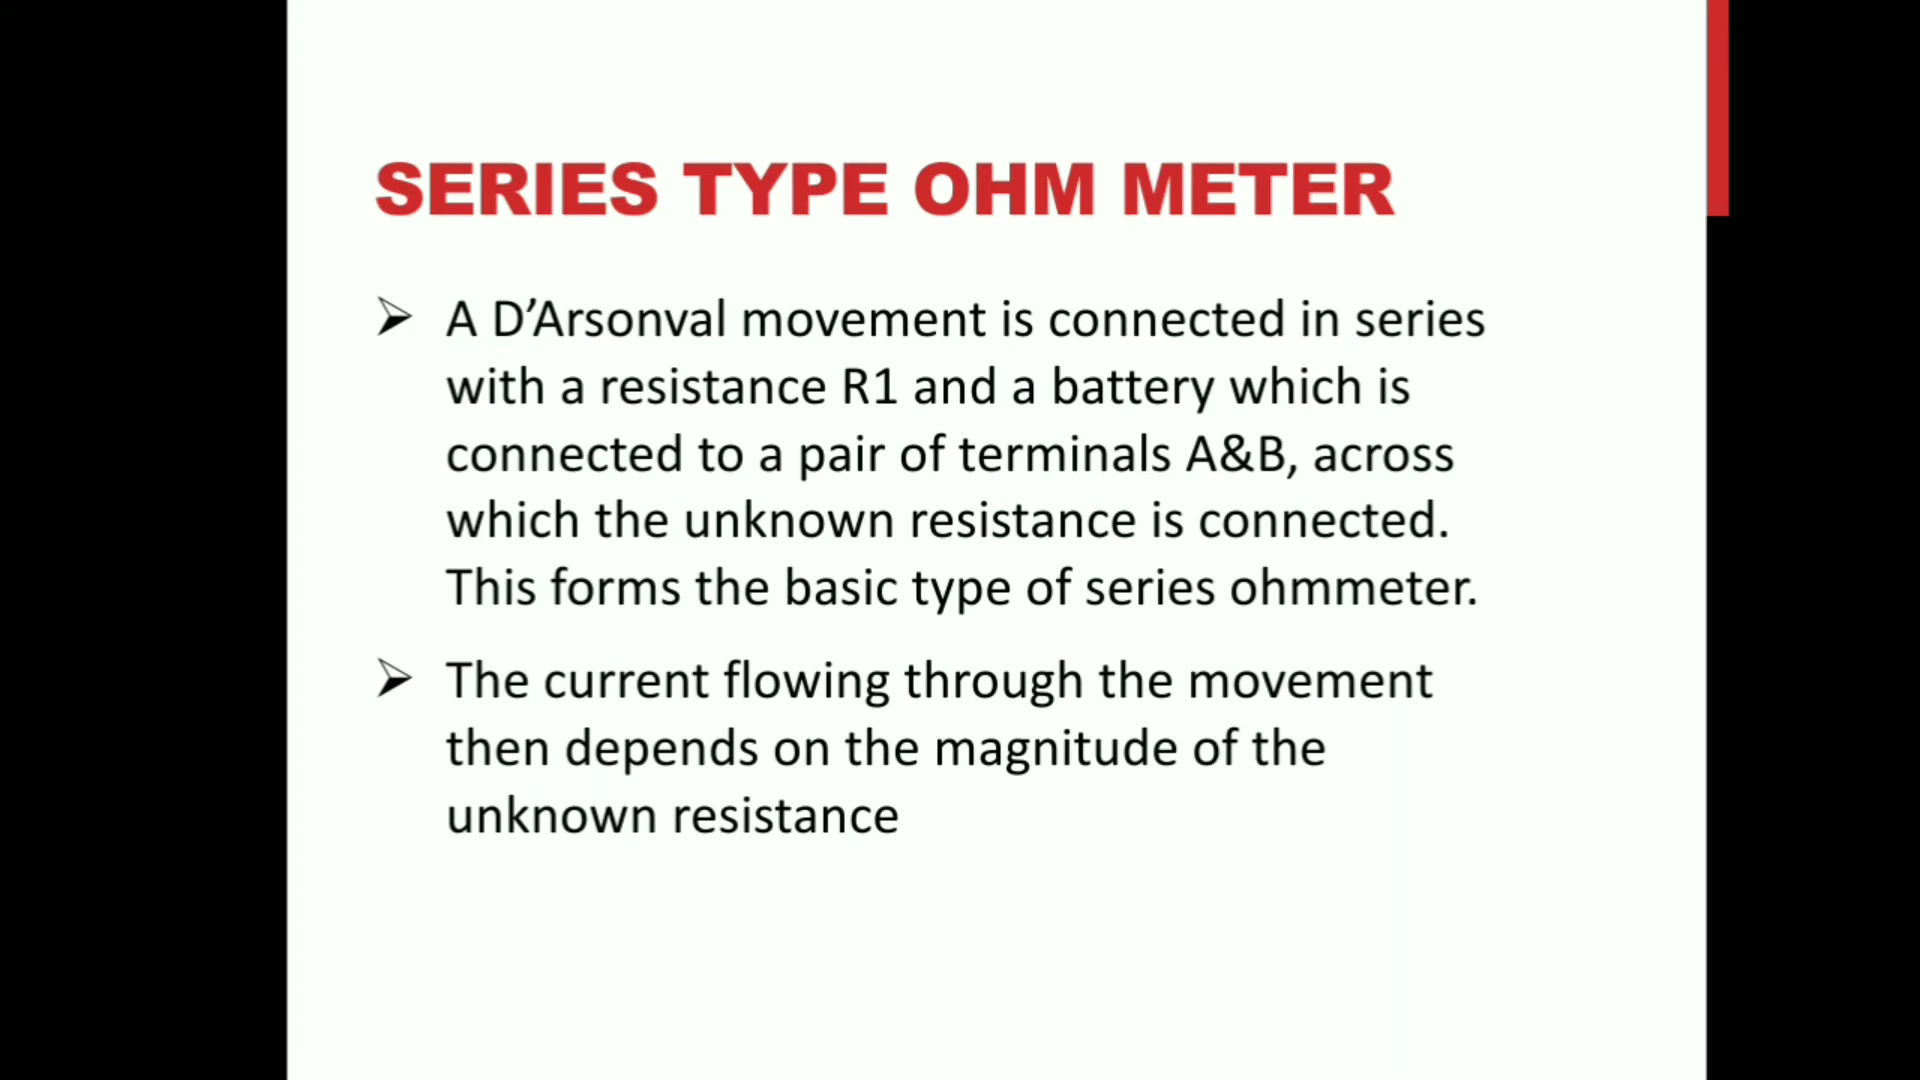 SERIES TYPE OHM METER
➢ A D’Arsonval movement is connected in series
with a resistance R1 and a battery which is
connected to a pair of terminals A&B, across
which the unknown resistance is connected.
This forms the basic type of series ohmmeter.
➢ The current flowing through the movement
then depends on the magnitude of the
unknown resistance